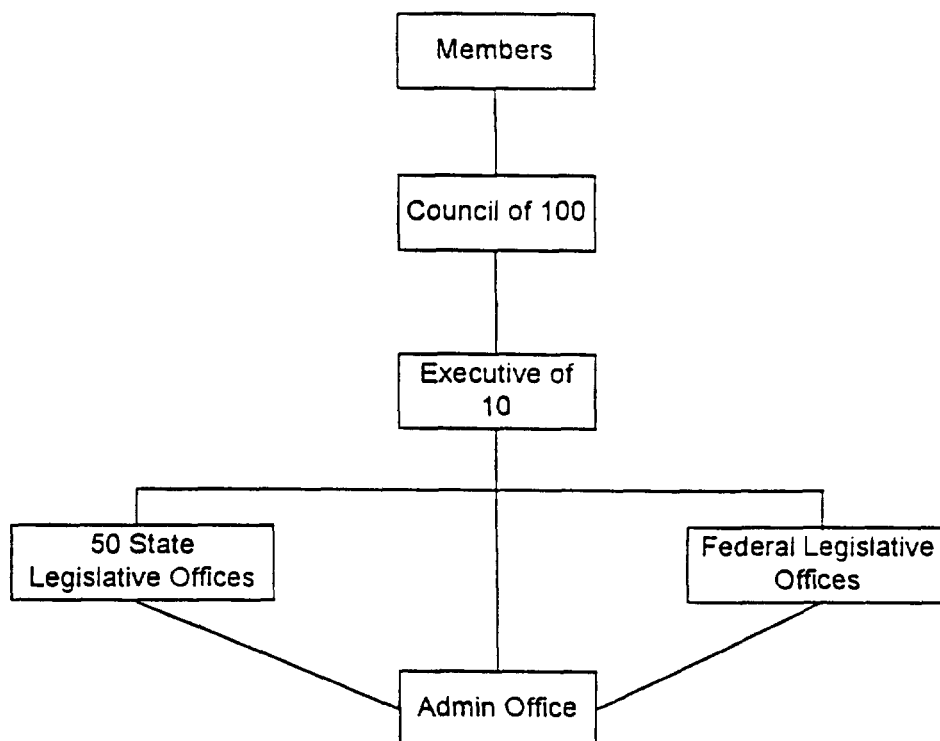 Members
Council of 100
Executive of
10
50 State
Legislative Offices
Federal Legislative
Offices
Admin Office